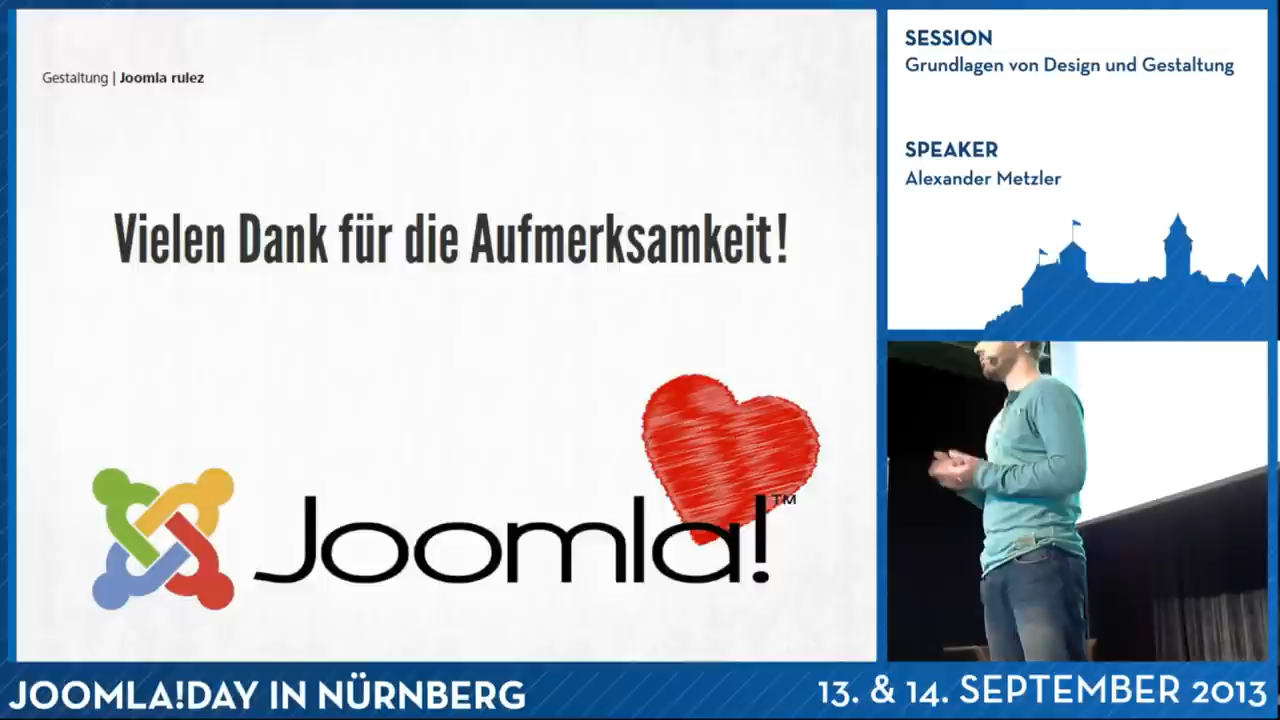 Gestaltung | Joomla rulez
Vielen Dank für die Aufmerksamkeit!
Joomla!™
SESSION
Grundlagen von Design und Gestaltung
SPEAKER
Alexander Metzler
JOOMLA!DAY IN NÜRNBERG
13. & 14. SEPTEMBER 2013